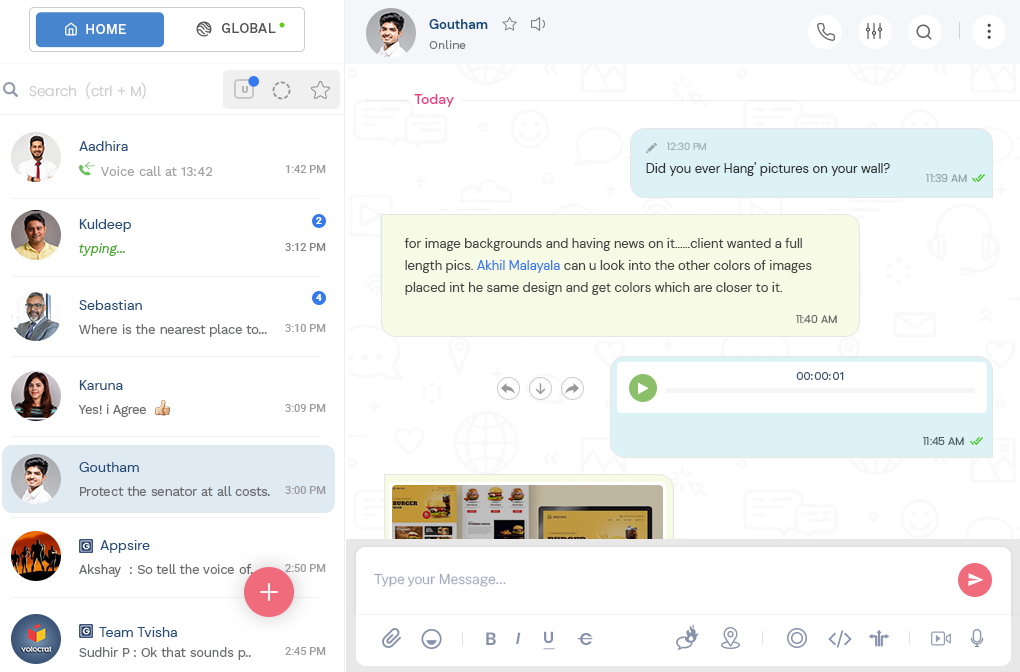 HOME
GLOBAL
Search (ctrl + M)
U
Aadhira
Voice call at 13:42
1:42 PM
Kuldeep
2
typing...
3:12 PM
Sebastian
4
Where is the nearest place to...
3:10 PM
Karuna
Yes! i Agree
3:09 PM
Goutham
Protect the senator at all costs.
3:00 PM
G Appsire
Akshay : So tell the voice of..
2:50 PM
G Team Tvisha
Sudhir P : Ok that sounds p..
2:45 PM
volocrat
Goutham
Online
Today
12:30 PM
Did you ever Hang' pictures on your wall?
11:39 AM
for image backgrounds and having news on it......client wanted a full
length pics. Akhil Malayala can u look into the other colors of images
placed int he same design and get colors which are closer to it.
11:40 AM
00:00:01
11:45 AM
BURGER
BURGER
Type your Message...
B I U C